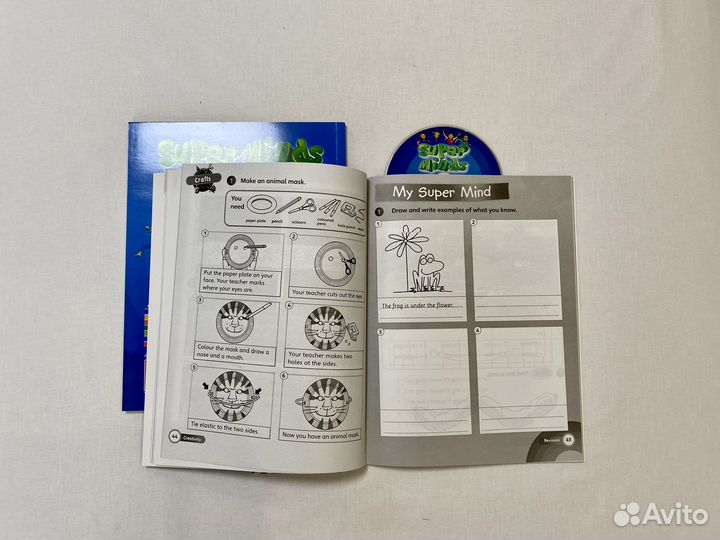 Super Minds
Super
Minds
Crafts
1 Make an animal mask.
You
need
paper plate
pencil
scissors
coloured
pens
hole punch
1
Put the paper plate on your
face. Your teacher marks
where your eyes are.
2
Your teacher cuts out the eyes.
3
Colour the mask and draw a
nose and a mouth.
4
Your teacher makes two
holes at the sides.
5
Tie elastic to the two sides.
6
Now you have an animal mask.
44 Creativity
My Super Mind
1 Draw and write examples of what you know.
1
The frog is under the flower.
2
3
4
Revision 45
Avito